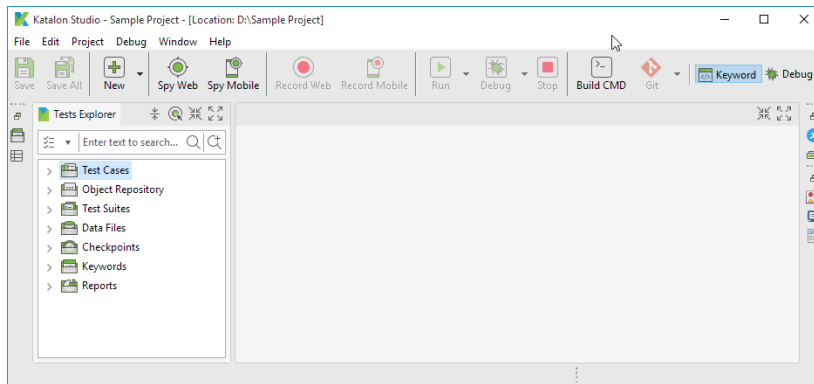 Katalon Studio - Sample Project - [Location: D:\Sample Project]
File Edit Project Debug Window Help
Save Save All New Spy Web Spy Mobile Record Web Record Mobile Run Debug Stop Build CMD Git Keyword Debug
Tests Explorer
Enter text to search...
Test Cases
Object Repository
Test Suites
Data Files
Checkpoints
Keywords
Reports